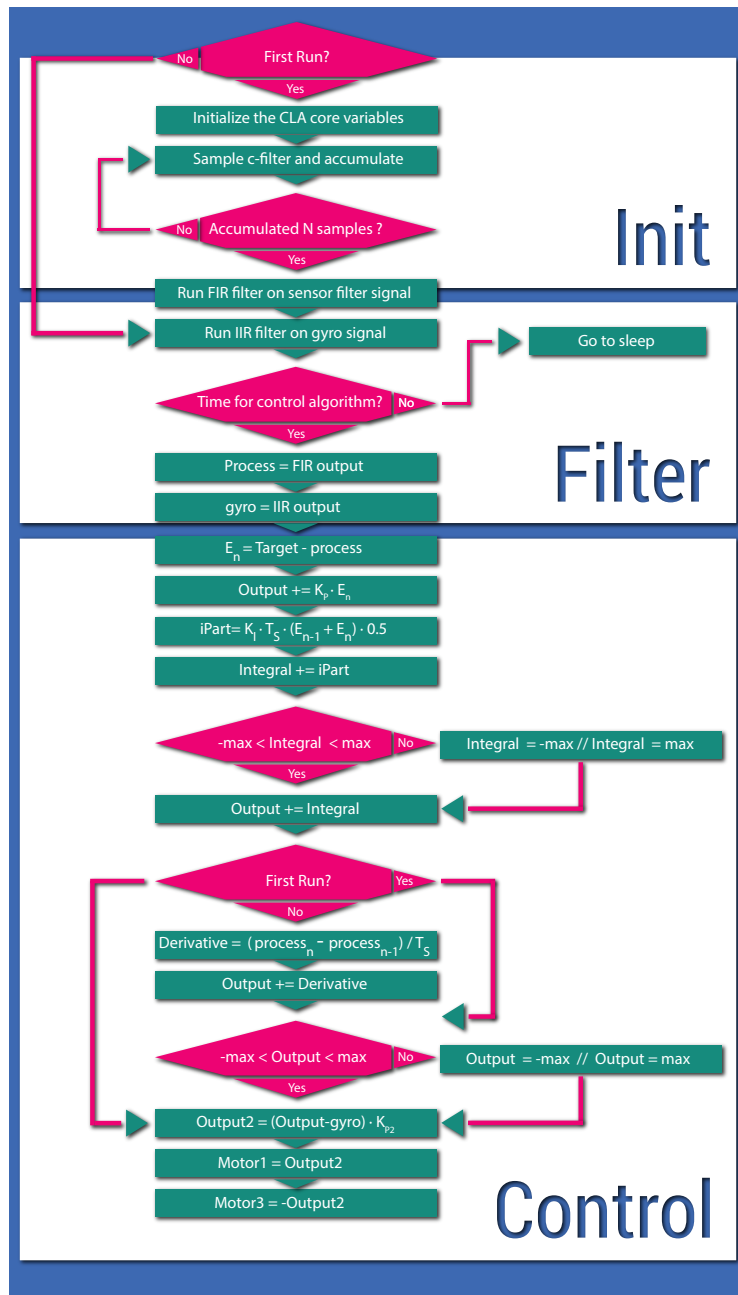 First Run?
No
Yes
Initialize the CLA core variables
Sample c-filter and accumulate
Accumulated N samples ?
No
Yes
Init
Run FIR filter on sensor filter signal
Run IIR filter on gyro signal
Go to sleep
Time for control algorithm?
No
Yes
Process = FIR output
Filter
gyro = IIR output
Eₙ = Target - process
Output += Kₚ · Eₙ
iPart= K_I · T_S · (Eₙ₋₁ + Eₙ) · 0.5
Integral += iPart
-max < Integral < max
No
Integral = -max // Integral = max
Yes
Output += Integral
First Run?
Yes
No
Derivative = (processₙ - processₙ₋₁) / T_S
Output += Derivative
-max < Output < max
No
Output = -max // Output = max
Yes
Output2 = (Output-gyro) · K_P2
Motor1 = Output2
Motor3 = -Output2
Control